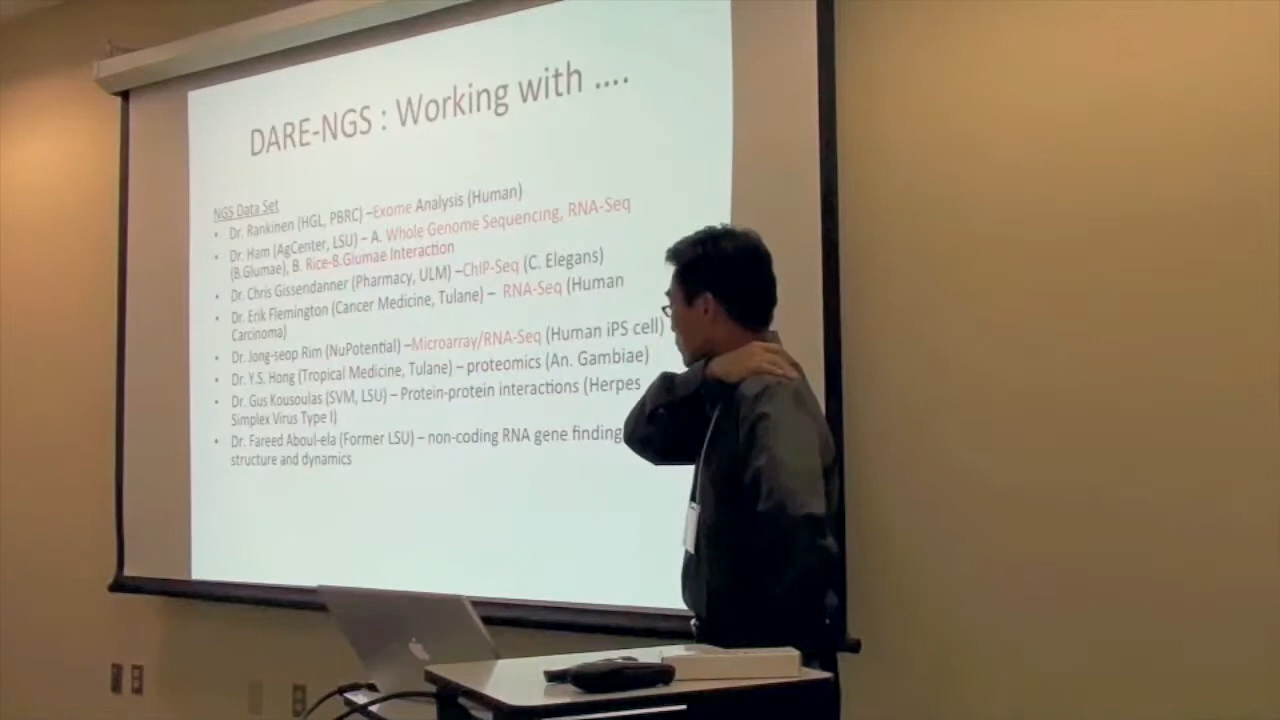 DARE-NGS : Working with ....
NGS Data Set
• Dr. Rankinen (HGL, PBRC) –Exome Analysis (Human)
• Dr. Ham (AgCenter, LSU) – A. Whole Genome Sequencing, RNA-Seq
(B.Glumae), B. Rice-B.Glumae Interaction
• Dr. Chris Gissendanner (Pharmacy, ULM) –ChIP-Seq (C. Elegans)
• Dr. Erik Flemington (Cancer Medicine, Tulane) – RNA-Seq (Human
Carcinoma)
• Dr. Jong-seop Rim (NuPotential) –Microarray/RNA-Seq (Human iPS cell)
• Dr. Y.S. Hong (Tropical Medicine, Tulane) – proteomics (An. Gambiae)
• Dr. Gus Kousoulas (SVM, LSU) – Protein-protein interactions (Herpes
Simplex Virus Type I)
• Dr. Fareed Aboul-ela (Former LSU) – non-coding RNA gene finding
structure and dynamics